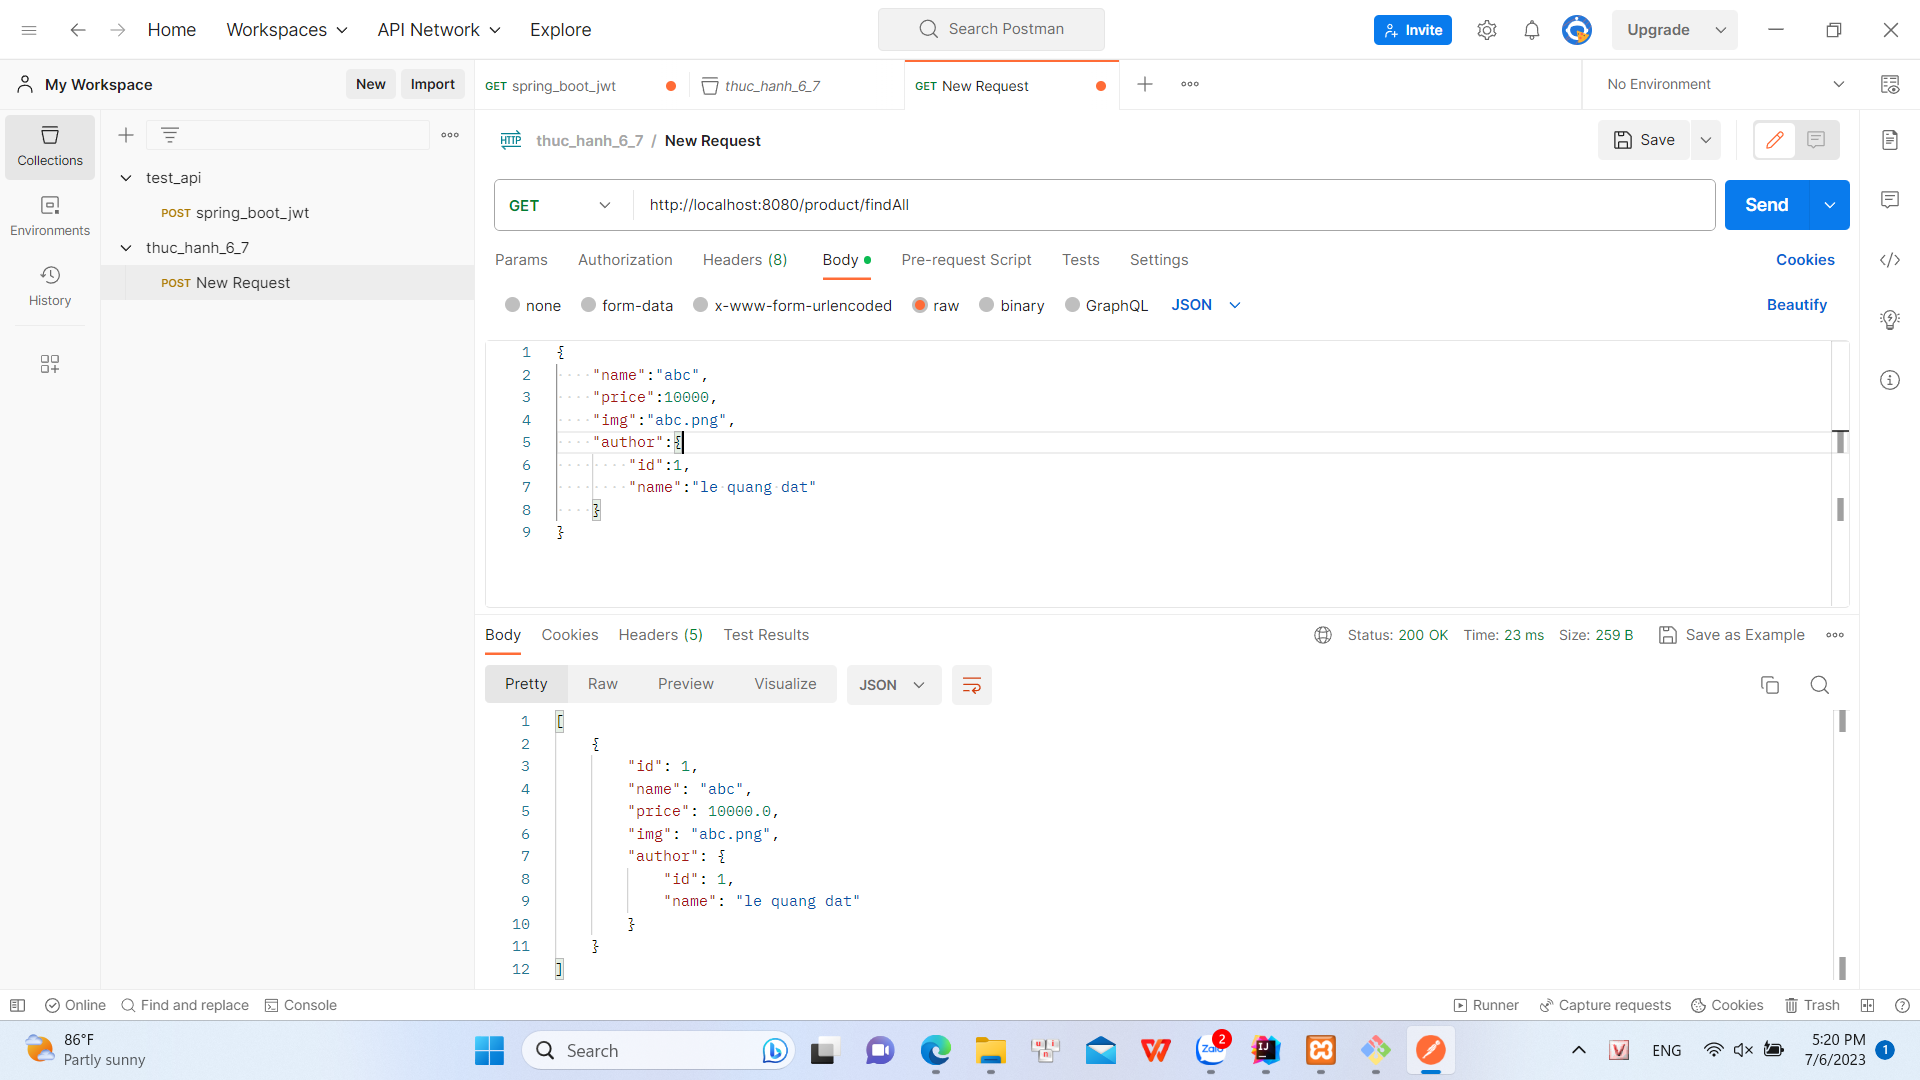 Home
Workspaces
API Network
Explore
Search Postman
Invite
Upgrade
My Workspace
New
Import
GET spring_boot_jwt
thuc_hanh_6_7
GET New Request
No Environment
Collections
Environments
History
test_api
POST spring_boot_jwt
thuc_hanh_6_7
POST New Request
HTTP thuc_hanh_6_7 / New Request
Save
GET
http://localhost:8080/product/findAll
Send
Params
Authorization
Headers (8)
Body
Pre-request Script
Tests
Settings
Cookies
none
form-data
x-www-form-urlencoded
raw
binary
GraphQL
JSON
Beautify
1 {
2 "name":"abc",
3 "price":10000,
4 "img":"abc.png",
5 "author":{
6 "id":1,
7 "name":"le quang dat"
8 }
9 }
Body
Cookies
Headers (5)
Test Results
Status: 200 OK
Time: 23 ms
Size: 259 B
Save as Example
Pretty
Raw
Preview
Visualize
JSON
1 [
2 {
3 "id": 1,
4 "name": "abc",
5 "price": 10000.0,
6 "img": "abc.png",
7 "author": {
8 "id": 1,
9 "name": "le quang dat"
10 }
11 }
12 ]
Online
Find and replace
Console
Runner
Capture requests
Cookies
Trash
86°F
Partly sunny
Search
Zalo
2
IJ
ENG
5:20 PM
7/6/2023
1